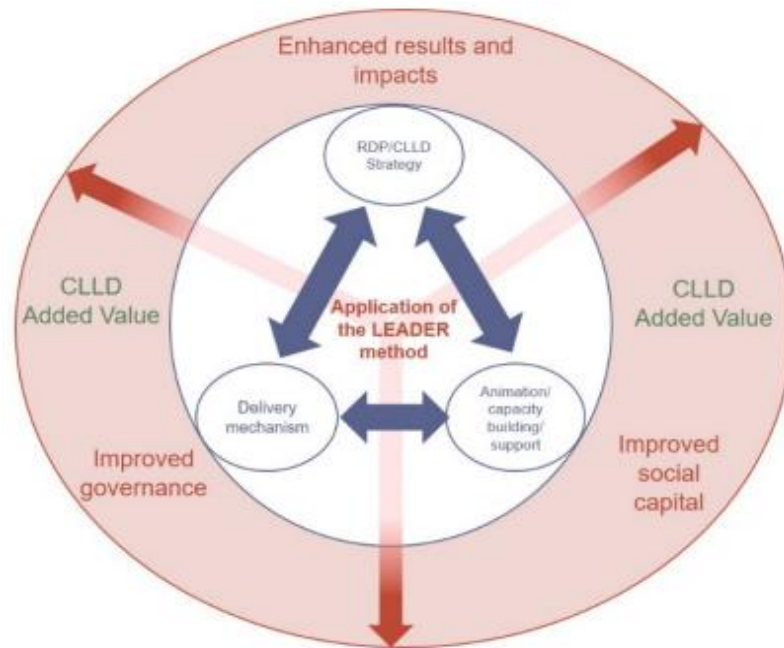 Enhanced results and
impacts
RDP/CLLD
Strategy
CLLD
Added Value
CLLD
Added Value
Application of
the LEADER
method
Delivery
mechanism
Animation/
capacity
building/
support
Improved
governance
Improved
social
capital